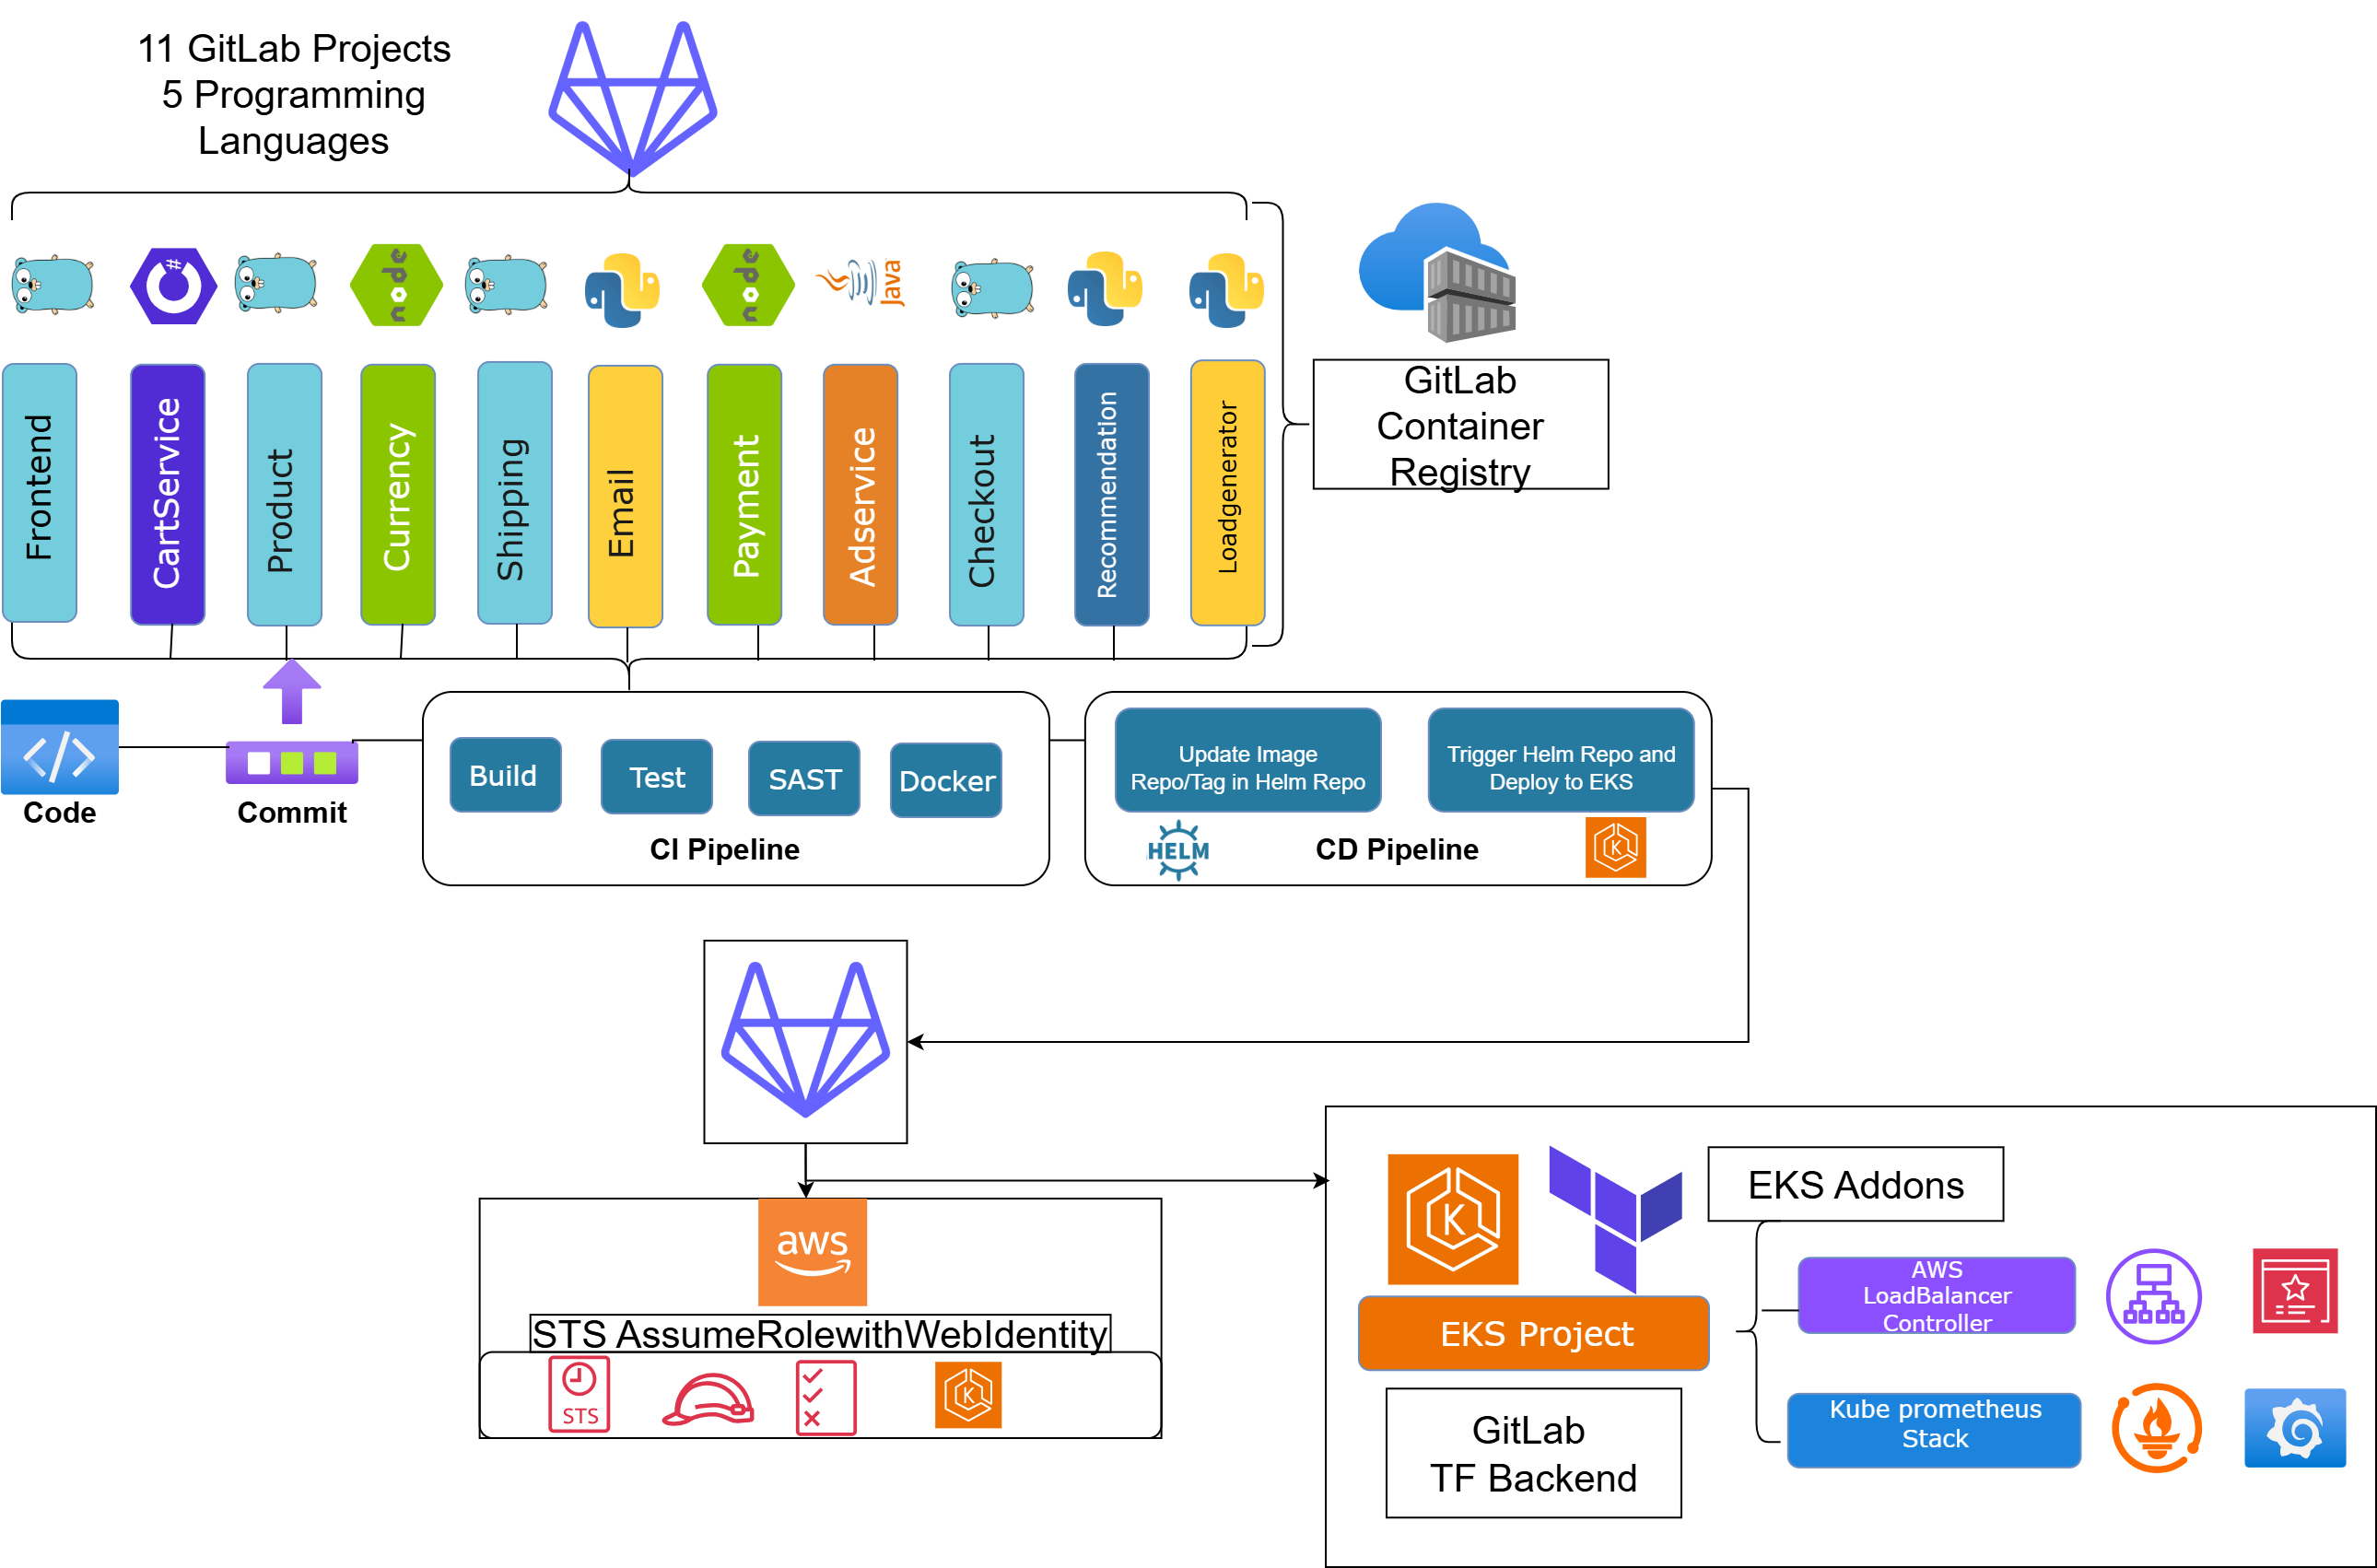 11 GitLab Projects
5 Programming
Languages
#
node
node
Java
Frontend
CartService
Product
Currency
Shipping
Email
Payment
Adservice
Checkout
Recommendation
Loadgenerator
GitLab
Container
Registry
Code
Commit
Build
Test
SAST
Docker
CI Pipeline
Update Image
Repo/Tag in Helm Repo
Trigger Helm Repo and
Deploy to EKS
HELM
CD Pipeline
K
aws
STS AssumeRolewithWebIdentity
STS
K
K
EKS Project
GitLab
TF Backend
EKS Addons
AWS
LoadBalancer
Controller
Kube prometheus
Stack